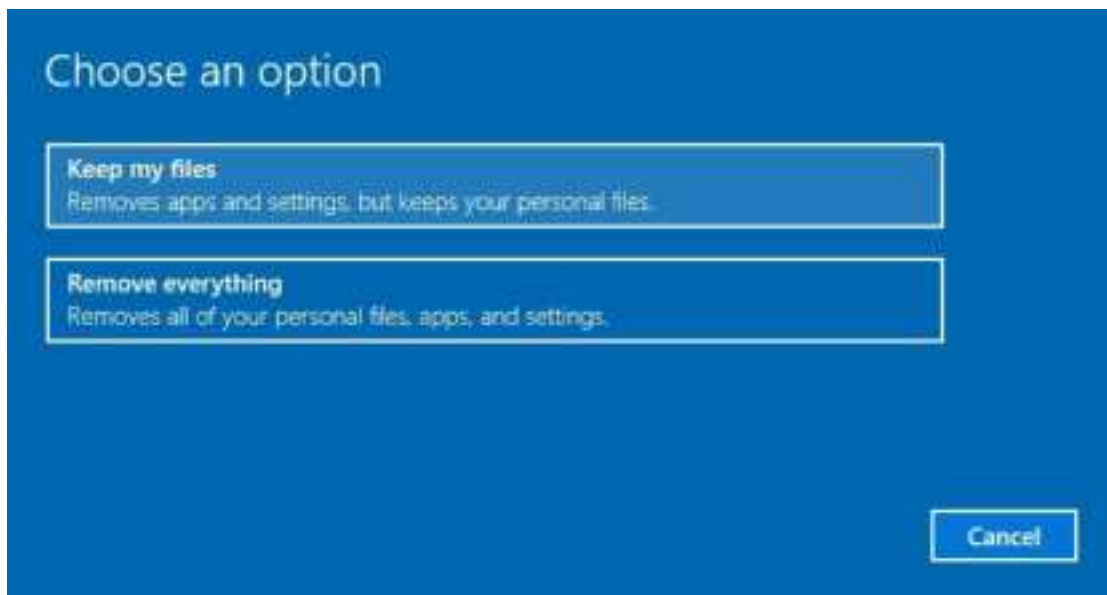 Choose an option
Keep my files
Removes apps and settings, but keeps your personal files.
Remove everything
Removes all of your personal files, apps, and settings.
Cancel